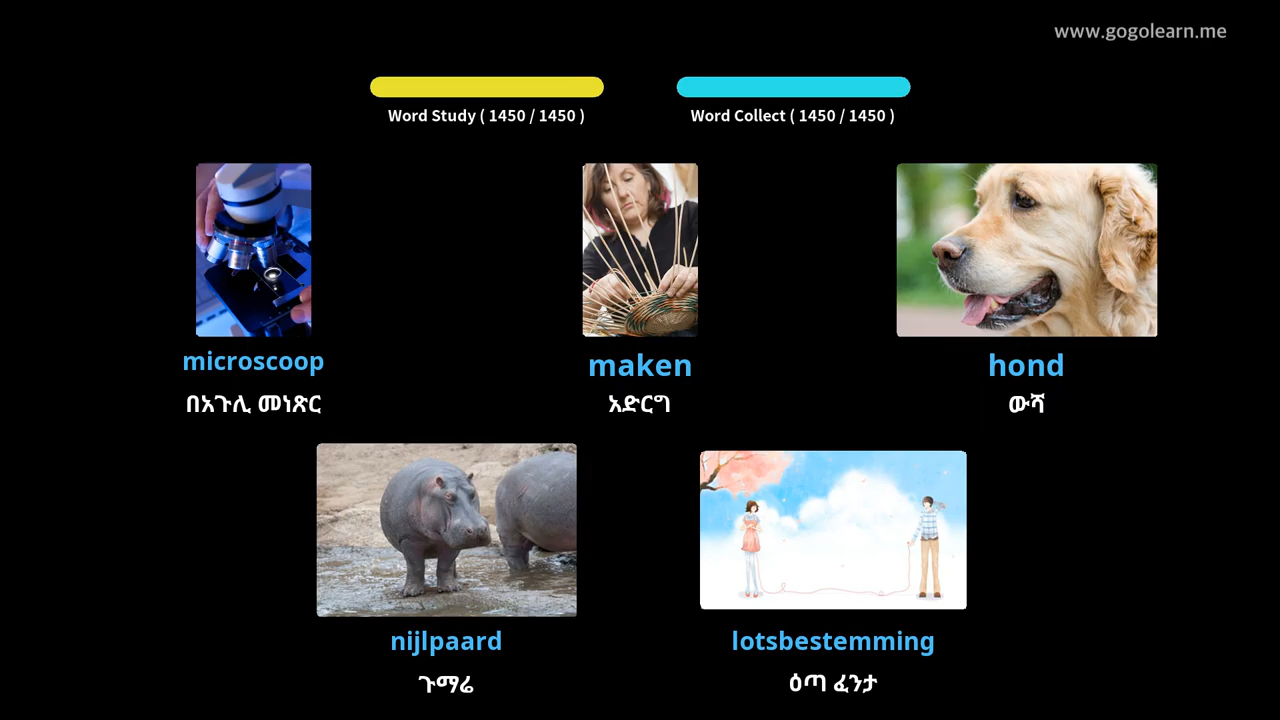 www.gogolearn.me
Word Study ( 1450 / 1450 )
Word Collect ( 1450 / 1450 )
microscoop
በአጉሊ መነጽር
maken
አድርግ
hond
ውሻ
nijlpaard
ጉማሬ
lotsbestemming
ዕጣ ፈንታ